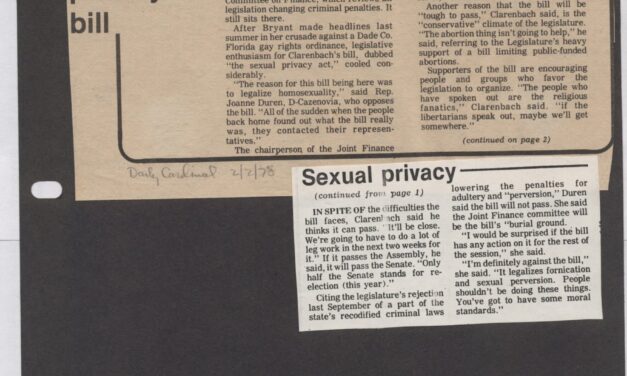 bill
Committee on Finance, which
legislation changing criminal penalties. It
still sits there.
After Bryant made headlines last
summer in her crusade against a Dade Co.
Florida gay rights ordinance, legislative
enthusiasm for Clarenbach's bill, dubbed
"the sexual privacy act," cooled con-
siderably.
"The reason for this bill being here was
to legalize homosexuality," said Rep.
Joanne Duren, D-Cazenovia, who opposes
the bill. "All of the sudden when the people
back home found out what the bill really
was, they contacted their represen-
tatives."
The chairperson of the Joint Finance
Another reason that the bill will be
"tough to pass," Clarenbach said, is the
"conservative" climate of the legislature.
"The abortion thing isn't going to help," he
said, referring to the Legislature's heavy
support of a bill limiting public-funded
abortions.
Supporters of the bill are encouraging
people and groups who favor the
legislation to organize. "The people who
have spoken out are the religious
fanatics," Clarenbach said. "if the
libertarians speak out, maybe we'll get
somewhere."
(continued on page 2)
Daily Cardinal 2/2/78
Sexual privacy
(continued from page 1)
IN SPITE OF the difficulties the
bill faces, Clarenbach said he
thinks it can pass. "It'll be close.
We're going to have to do a lot of
leg work in the next two weeks for
it." If it passes the Assembly, he
said, it will pass the Senate. "Only
half the Senate stands for re-
election (this year)."
Citing the legislature's rejection
last September of a part of the
state's recodified criminal laws
lowering the penalties for
adultery and "perversion," Duren
said the bill will not pass. She said
the Joint Finance committee will
be the bill's "burial ground.
"I would be surprised if the bill
has any action on it for the rest of
the session," she said.
"I'm definitely against the bill,"
she said. "It legalizes fornication
and sexual perversion. People
shouldn't be doing these things.
You've got to have some moral
standards."